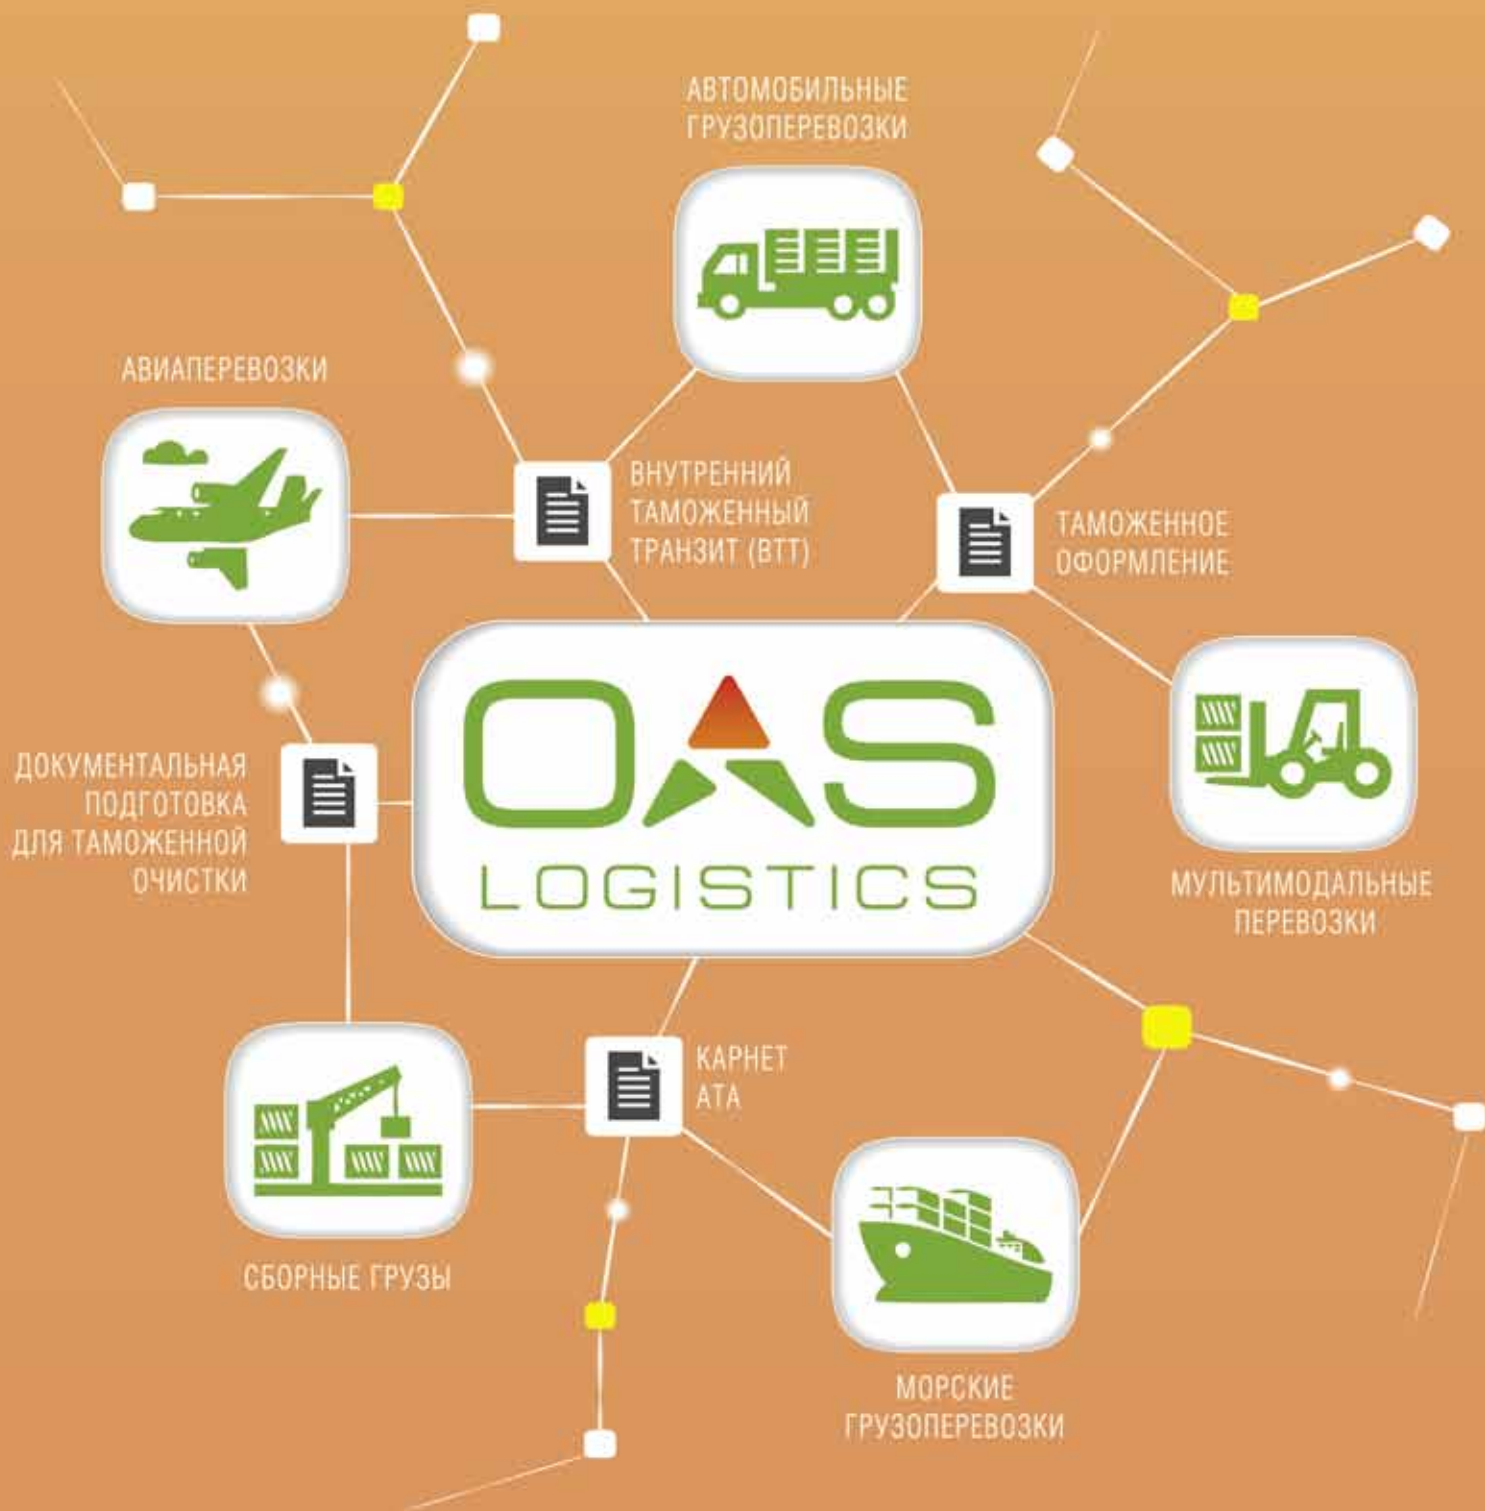 АВТОМОБИЛЬНЫЕ
ГРУЗОПЕРЕВОЗКИ
АВИАПЕРЕВОЗКИ
ВНУТРЕННИЙ
ТАМОЖЕННЫЙ
ТРАНЗИТ (ВТТ)
ТАМОЖЕННОЕ
ОФОРМЛЕНИЕ
OAS
LOGISTICS
ДОКУМЕНТАЛЬНАЯ
ПОДГОТОВКА
ДЛЯ ТАМОЖЕННОЙ
ОЧИСТКИ
МУЛЬТИМОДАЛЬНЫЕ
ПЕРЕВОЗКИ
КАРНЕТ
АТА
СБОРНЫЕ ГРУЗЫ
МОРСКИЕ
ГРУЗОПЕРЕВОЗКИ